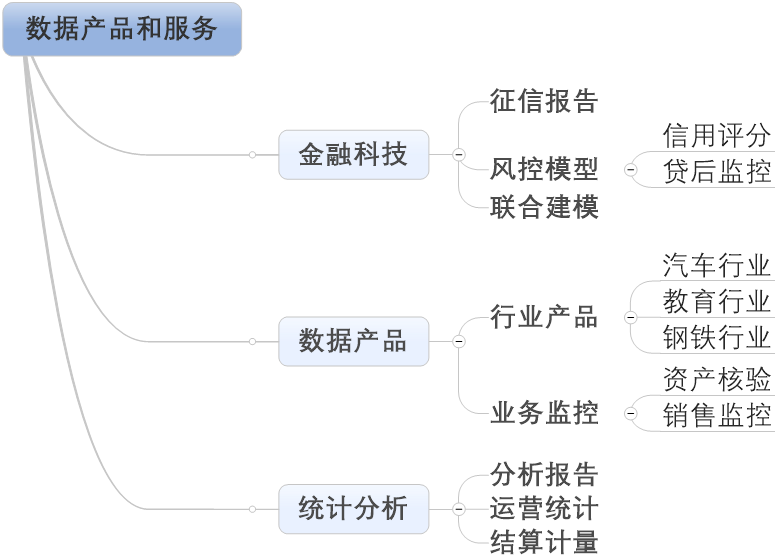 数据产品和服务
金融科技
征信报告
风控模型
信用评分
贷后监控
联合建模
数据产品
行业产品
汽车行业
教育行业
钢铁行业
业务监控
资产核验
销售监控
统计分析
分析报告
运营统计
结算计量